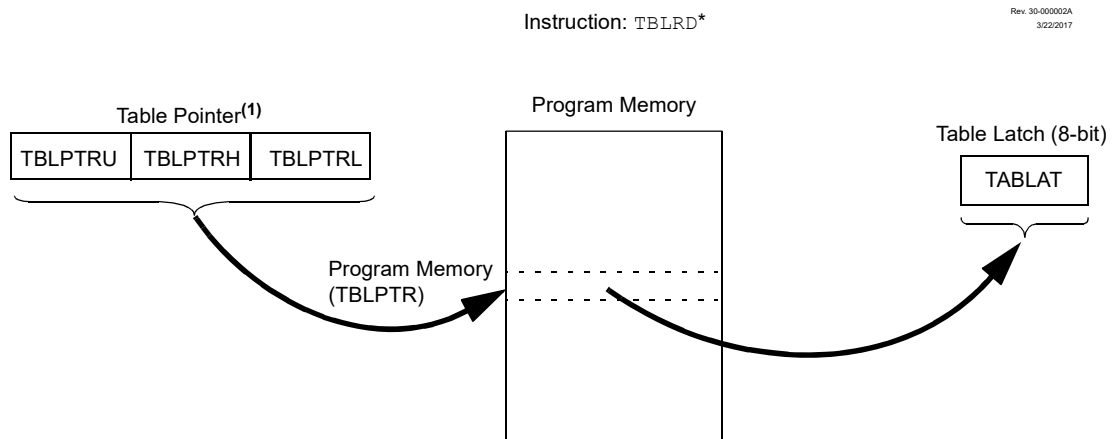 Instruction: TBLRD*
Rev. 30-000002A
3/22/2017
Table Pointer(1)
Program Memory
Table Latch (8-bit)
TBLPTRU TBLPTRH TBLPTRL
TABLAT
Program Memory
(TBLPTR)